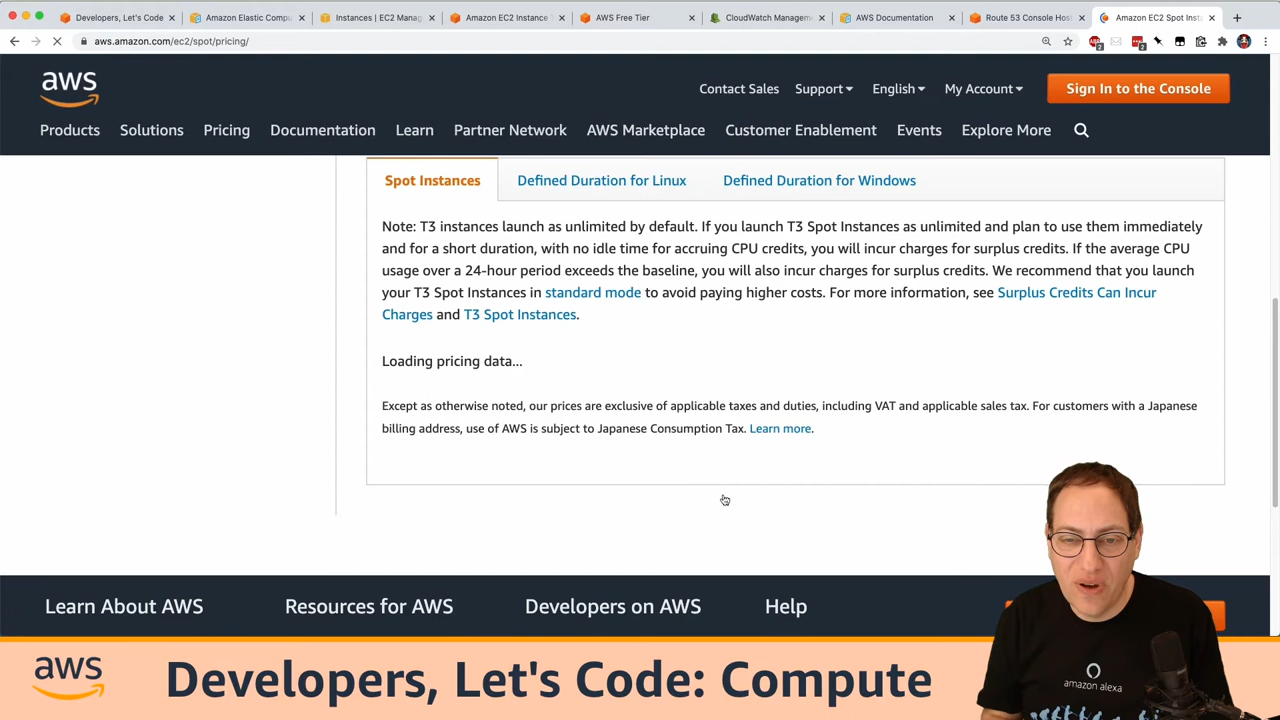 Developers, Let's Code
Amazon Elastic Compu
Instances | EC2 Manag
Amazon EC2 Instance
AWS Free Tier
CloudWatch Managem
AWS Documentation
Route 53 Console Hos
Amazon EC2 Spot Inst
aws.amazon.com/ec2/spot/pricing/
aws
Contact Sales Support English My Account Sign In to the Console
Products Solutions Pricing Documentation Learn Partner Network AWS Marketplace Customer Enablement Events Explore More
Spot Instances Defined Duration for Linux Defined Duration for Windows
Note: T3 instances launch as unlimited by default. If you launch T3 Spot Instances as unlimited and plan to use them immediately
and for a short duration, with no idle time for accruing CPU credits, you will incur charges for surplus credits. If the average CPU
usage over a 24-hour period exceeds the baseline, you will also incur charges for surplus credits. We recommend that you launch
your T3 Spot Instances in standard mode to avoid paying higher costs. For more information, see Surplus Credits Can Incur
Charges and T3 Spot Instances.
Loading pricing data...
Except as otherwise noted, our prices are exclusive of applicable taxes and duties, including VAT and applicable sales tax. For customers with a Japanese
billing address, use of AWS is subject to Japanese Consumption Tax. Learn more.
Learn About AWS Resources for AWS Developers on AWS Help
aws
Developers, Let's Code: Compute
amazon alexa